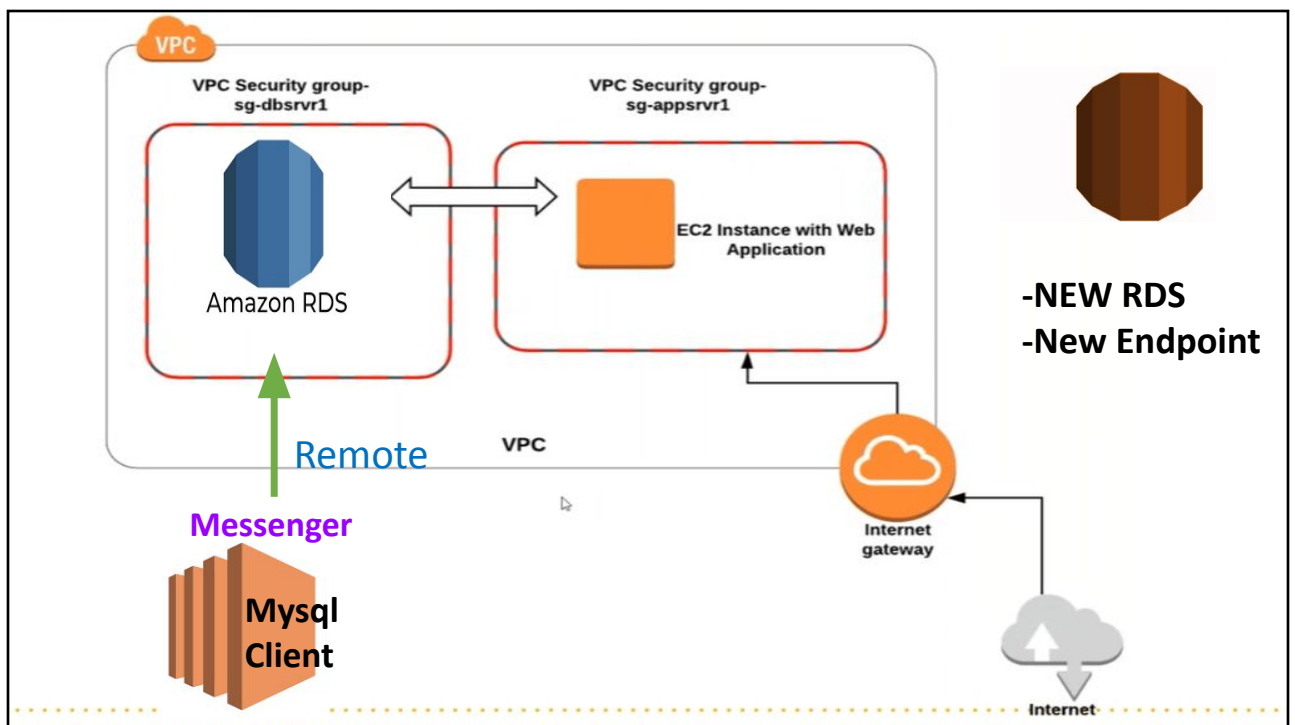 VPC
VPC Security group-
sg-dbsrvr1
VPC Security group-
sg-appsrvr1
Amazon RDS
EC2 Instance with Web
Application
-NEW RDS
-New Endpoint
Remote
VPC
Messenger
Mysql
Client
Internet
gateway
Internet